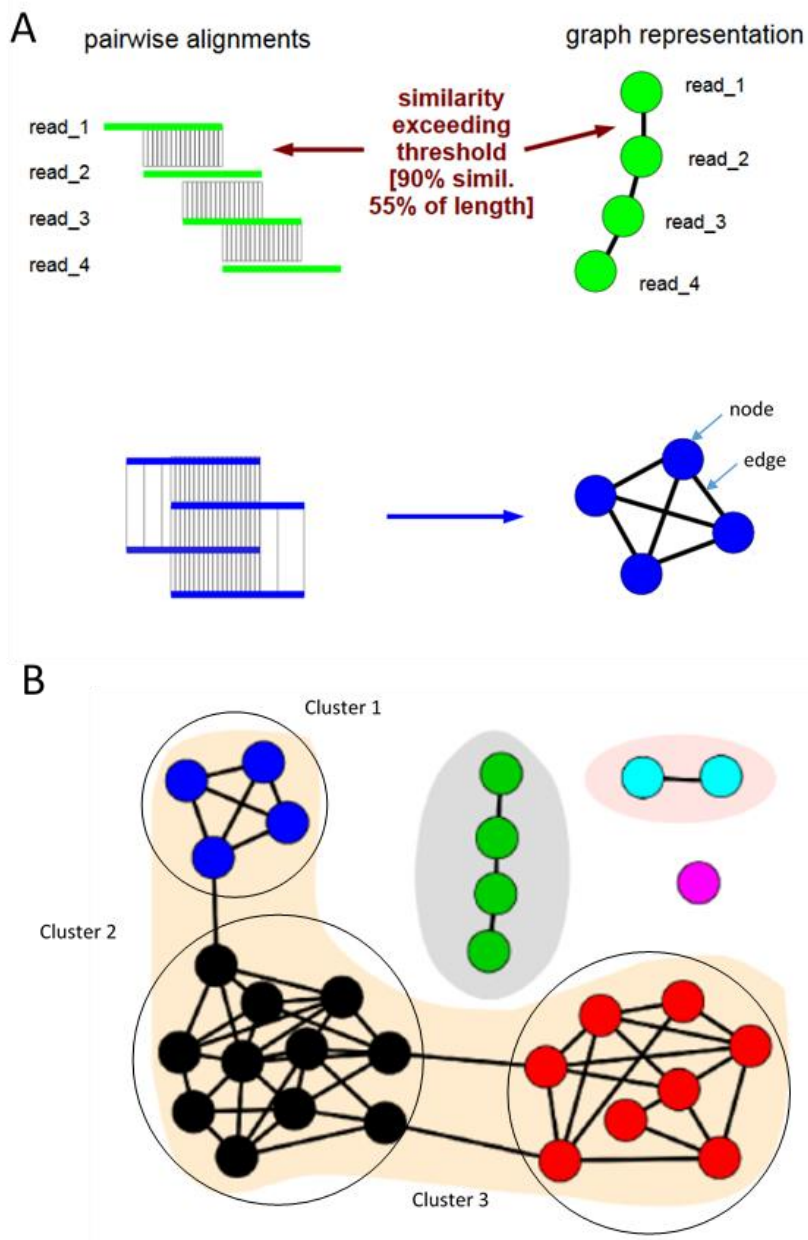 A
pairwise alignments
graph representation
read_1
read_2
read_3
read_4
similarity
exceeding
threshold
[90% simil.
55% of length]
read_1
read_2
read_3
read_4
node
edge
B
Cluster 1
Cluster 2
Cluster 3